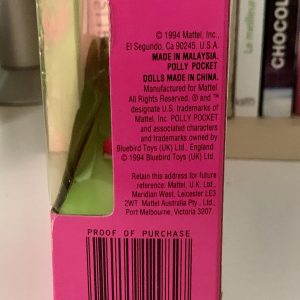 © 1994 Mattel, Inc.,
El Segundo, Ca 90245. U.S.A.
MADE IN MALAYSIA.
POLLY POCKET
DOLLS MADE IN CHINA.
Manufactured for Mattel.
All Rights Reserved. ® and ™
designate U.S. trademarks of
Mattel, Inc. POLLY POCKET
and associated characters
and trademarks owned by
Bluebird Toys (UK) Ltd., England.
© 1994 Bluebird Toys (UK) Ltd.
Retain this address for future
reference: Mattel, U.K. Ltd.,
Meridian West, Leicester LE3
2WT. Mattel Australia Pty., Ltd.,
Port Melbourne, Victoria 3207.
PROOF OF PURCHASE
CHOCOL